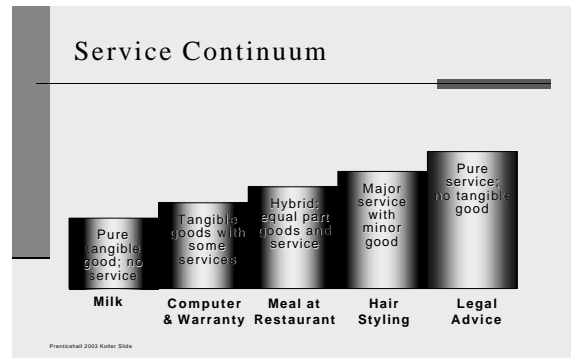 Service Continuum
Pure
tangible
good; no
service
Tangible
goods with
some
services
Hybrid;
equal part
goods and
service
Major
service
with
minor
good
Pure
service;
no tangible
good
Milk
Computer
& Warranty
Meal at
Restaurant
Hair
Styling
Legal
Advice
Prenticehall 2003 Kotler Slide